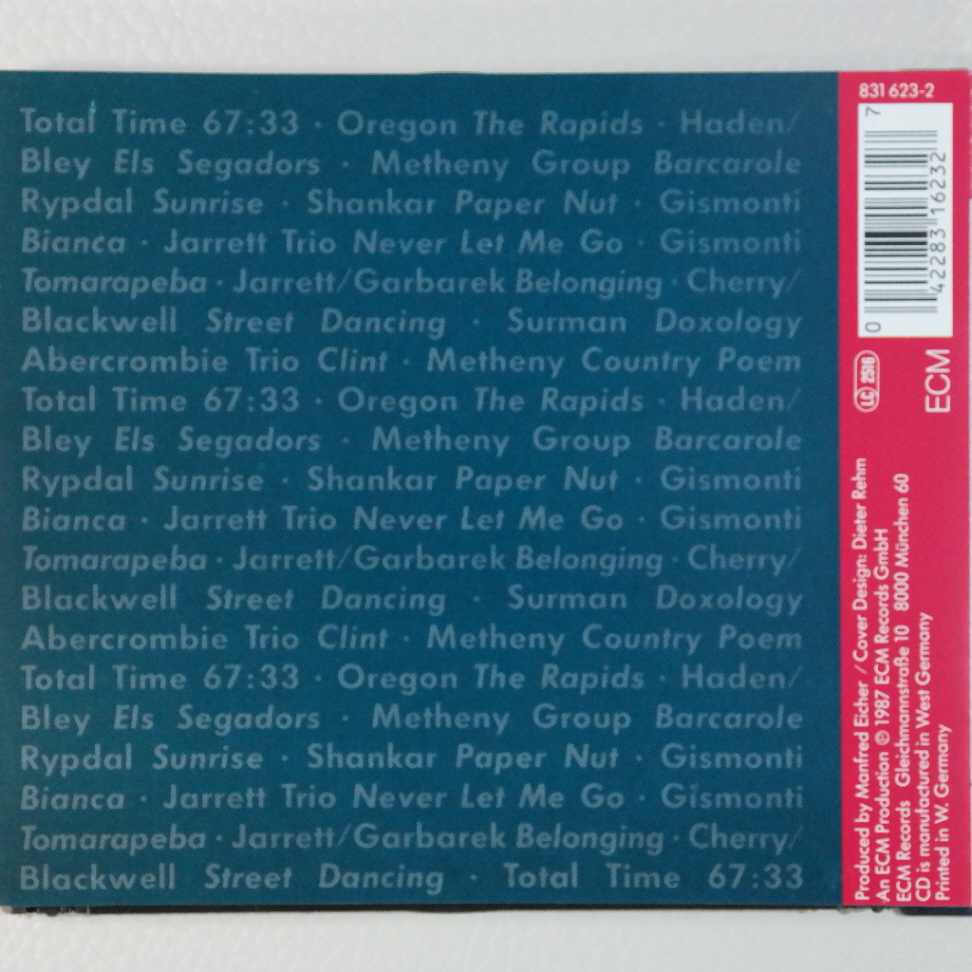 Total Time 67:33 · Oregon The Rapids · Haden/
Bley Els Segadors · Metheny Group Barcarole
Rypdal Sunrise · Shankar Paper Nut · Gismonti
Bianca · Jarrett Trio Never Let Me Go · Gismonti
Tomarapeba · Jarrett/Garbarek Belonging · Cherry/
Blackwell Street Dancing · Surman Doxology
Abercrombie Trio Clint · Metheny Country Poem
Total Time 67:33 · Oregon The Rapids · Haden/
Bley Els Segadors · Metheny Group Barcarole
Rypdal Sunrise · Shankar Paper Nut · Gismonti
Bianca · Jarrett Trio Never Let Me Go · Gismonti
Tomarapeba · Jarrett/Garbarek Belonging · Cherry/
Blackwell Street Dancing · Surman Doxology
Abercrombie Trio Clint · Metheny Country Poem
Total Time 67:33 · Oregon The Rapids · Haden/
Bley Els Segadors · Metheny Group Barcarole
Rypdal Sunrise · Shankar Paper Nut · Gismonti
Bianca · Jarrett Trio Never Let Me Go · Gismonti
Tomarapeba · Jarrett/Garbarek Belonging · Cherry/
Blackwell Street Dancing · Total Time 67:33
831 623-2
0 42283 16232 7
LC 2516
ECM
Produced by Manfred Eicher / Cover Design: Dieter Rehm
An ECM Production ℗ 1987 ECM Records GmbH
ECM Records Gleichmannstraße 10 8000 München 60
CD is manufactured in West Germany
Printed in W. Germany